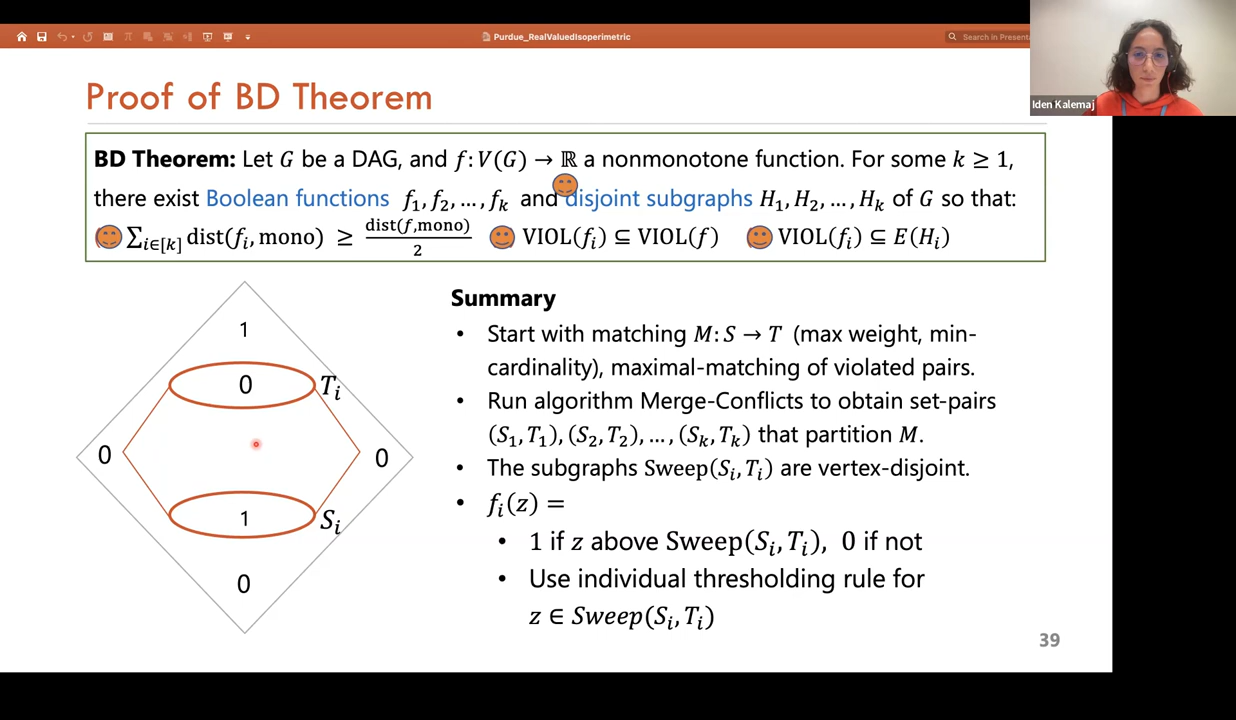 Purdue_RealValuedIsoperimetric
Search in Presenta
Iden Kalemaj
Proof of BD Theorem
BD Theorem: Let G be a DAG, and f: V(G) → ℝ a nonmonotone function. For some k ≥ 1,
there exist Boolean functions f₁, f₂, …, fₖ and disjoint subgraphs H₁, H₂, …, Hₖ of G so that:
∑_{i∈[k]} dist(fᵢ, mono) ≥ dist(f,mono)/2 VIOL(fᵢ) ⊆ VIOL(f) VIOL(fᵢ) ⊆ E(Hᵢ)
1
0 Tᵢ
0 0
1 Sᵢ
0
Summary
• Start with matching M: S → T (max weight, min-
cardinality), maximal-matching of violated pairs.
• Run algorithm Merge-Conflicts to obtain set-pairs
(S₁, T₁), (S₂, T₂), …, (Sₖ, Tₖ) that partition M.
• The subgraphs Sweep(Sᵢ, Tᵢ) are vertex-disjoint.
• fᵢ(z) =
• 1 if z above Sweep(Sᵢ, Tᵢ), 0 if not
• Use individual thresholding rule for
z ∈ Sweep(Sᵢ, Tᵢ)
39